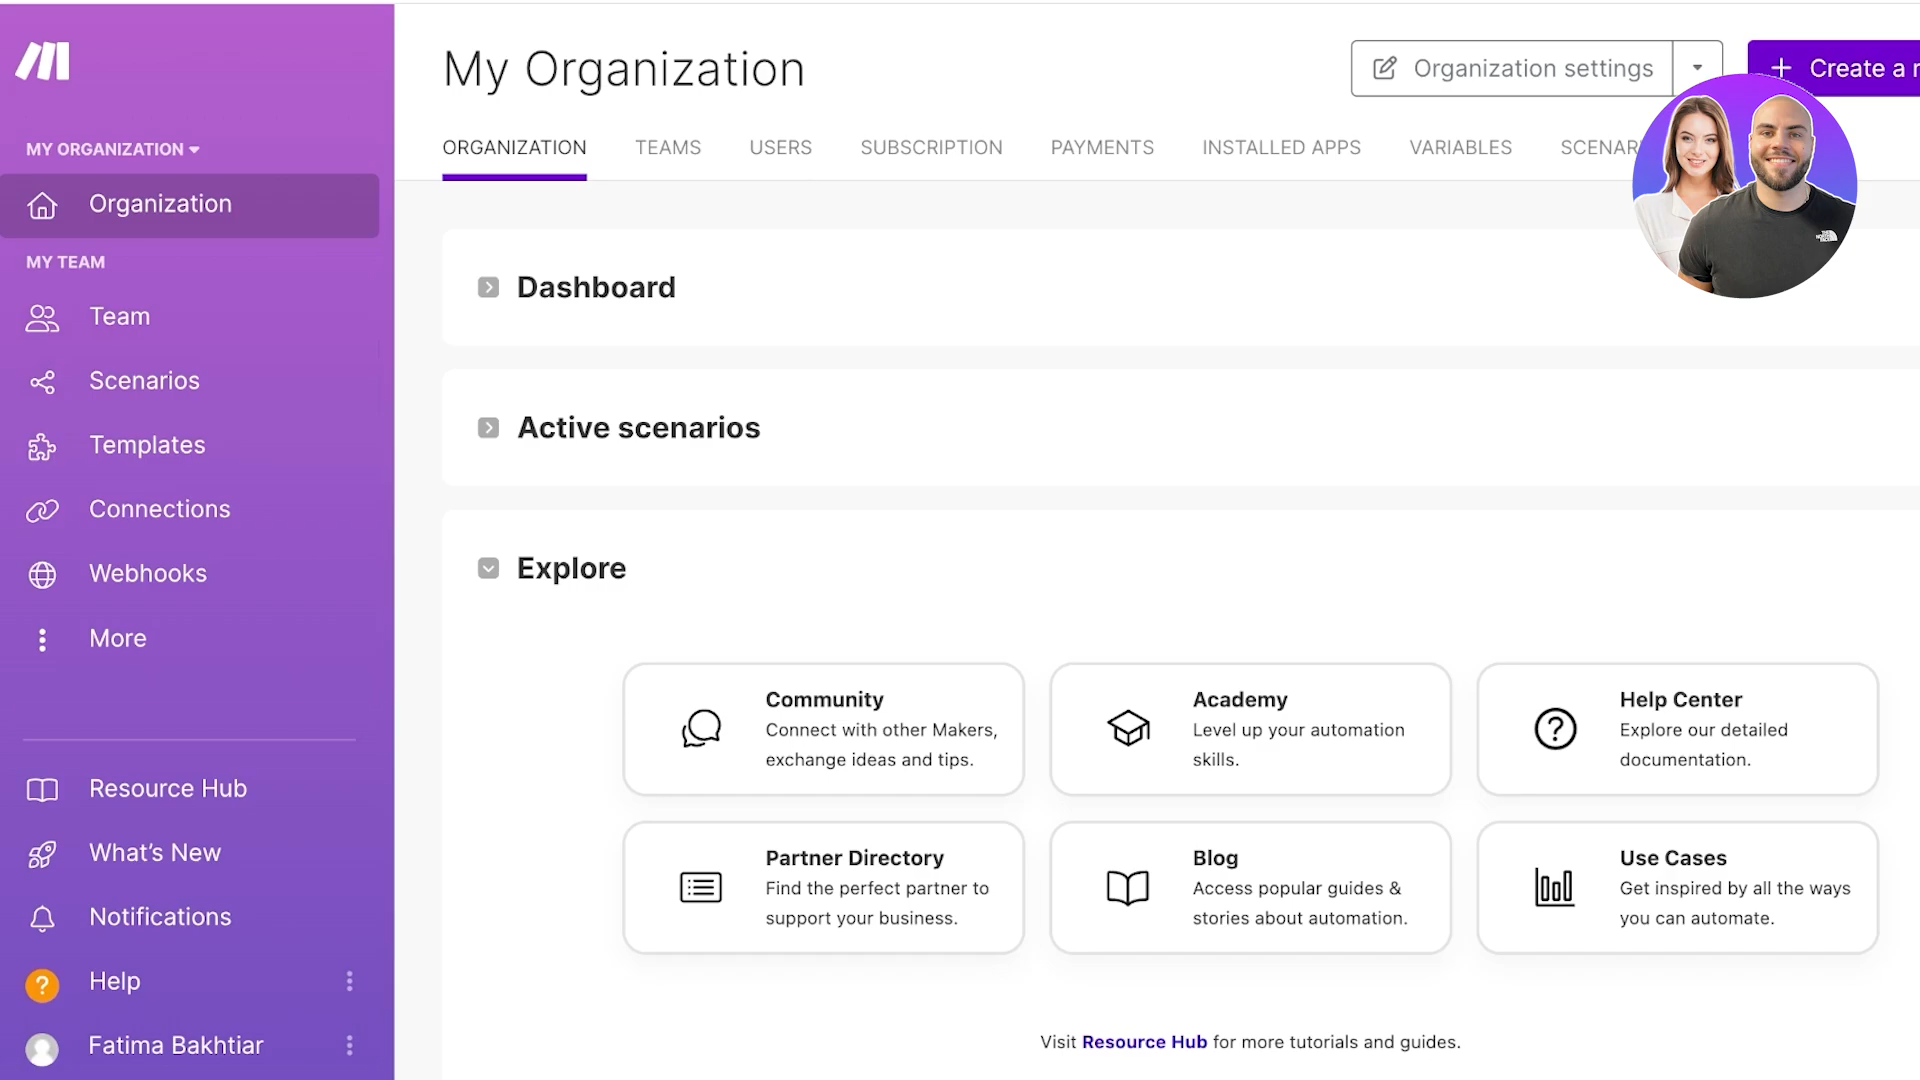 My Organization
Organization settings
Create a
MY ORGANIZATION
ORGANIZATION TEAMS USERS SUBSCRIPTION PAYMENTS INSTALLED APPS VARIABLES SCENAR
Organization
MY TEAM
Team
Scenarios
Templates
Connections
Webhooks
More
Resource Hub
What's New
Notifications
Help
Fatima Bakhtiar
Dashboard
Active scenarios
Explore
Community
Connect with other Makers,
exchange ideas and tips.
Academy
Level up your automation
skills.
Help Center
Explore our detailed
documentation.
Partner Directory
Find the perfect partner to
support your business.
Blog
Access popular guides &
stories about automation.
Use Cases
Get inspired by all the ways
you can automate.
Visit Resource Hub for more tutorials and guides.